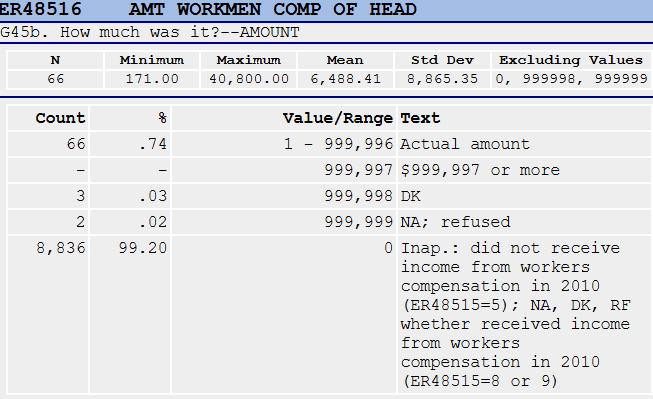 ER48516 AMT WORKMEN COMP OF HEAD
G45b. How much was it?--AMOUNT
N Minimum Maximum Mean Std Dev Excluding Values
66 171.00 40,800.00 6,488.41 8,865.35 0, 999998, 999999
Count % Value/Range Text
66 .74 1 - 999,996 Actual amount
- - 999,997 $999,997 or more
3 .03 999,998 DK
2 .02 999,999 NA; refused
8,836 99.20 0 Inap.: did not receive
income from workers
compensation in 2010
(ER48515=5); NA, DK, RF
whether received income
from workers
compensation in 2010
(ER48515=8 or 9)